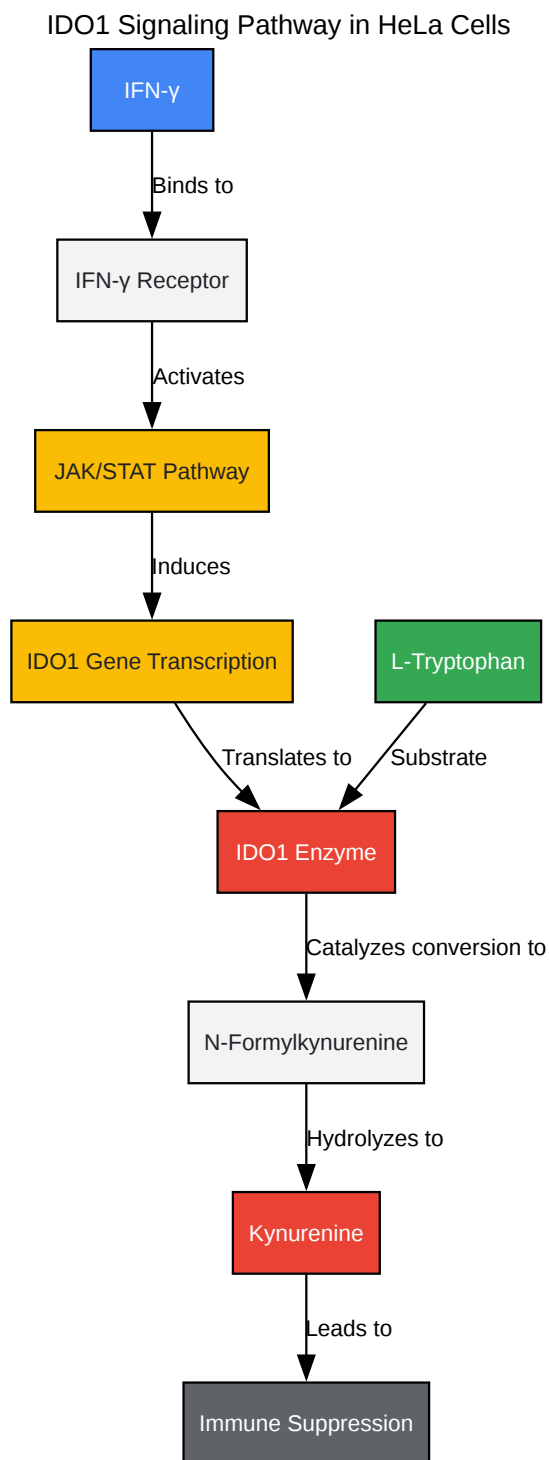 IDO1 Signaling Pathway in HeLa Cells
IFN-γ
Binds to
IFN-γ Receptor
Activates
JAK/STAT Pathway
Induces
IDO1 Gene Transcription
L-Tryptophan
Translates to
Substrate
IDO1 Enzyme
Catalyzes conversion to
N-Formylkynurenine
Hydrolyzes to
Kynurenine
Leads to
Immune Suppression